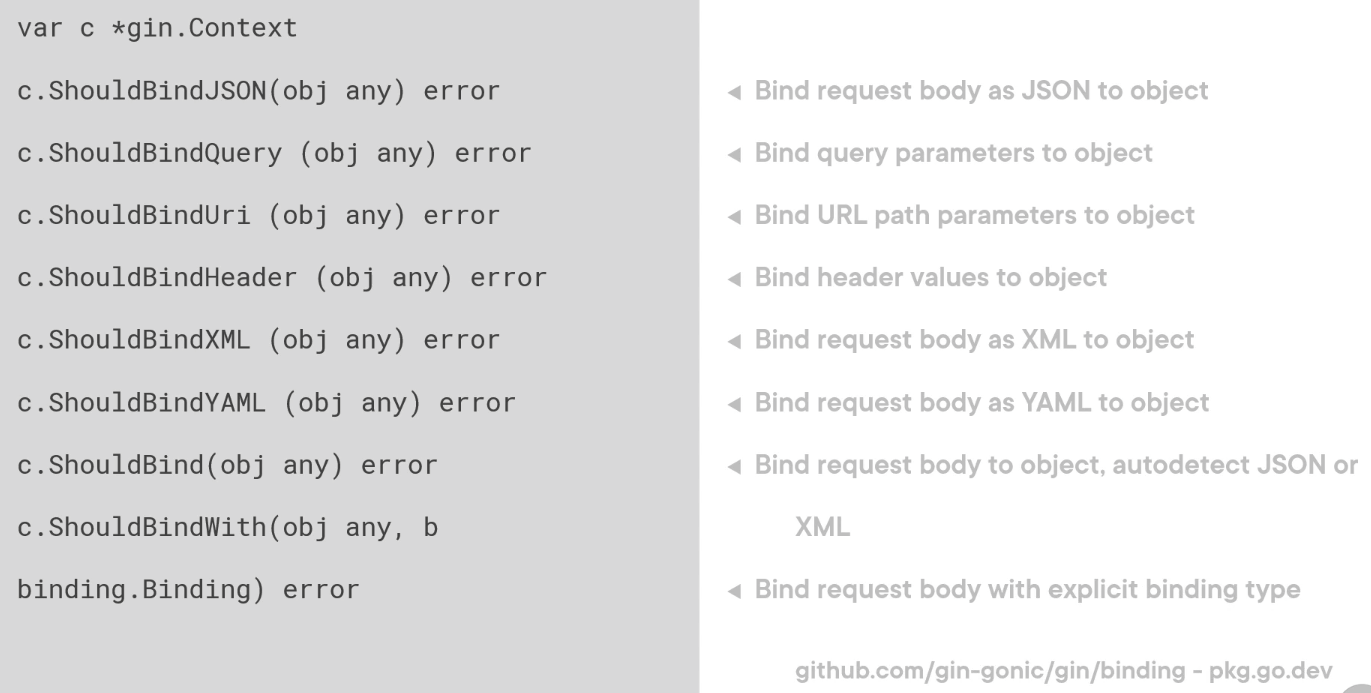 var c *gin.Context
c.ShouldBindJSON(obj any) error
◄ Bind request body as JSON to object
c.ShouldBindQuery (obj any) error
◄ Bind query parameters to object
c.ShouldBindUri (obj any) error
◄ Bind URL path parameters to object
c.ShouldBindHeader (obj any) error
◄ Bind header values to object
c.ShouldBindXML (obj any) error
◄ Bind request body as XML to object
c.ShouldBindYAML (obj any) error
◄ Bind request body as YAML to object
c.ShouldBind(obj any) error
◄ Bind request body to object, autodetect JSON or
XML
c.ShouldBindWith(obj any, b
binding.Binding) error
◄ Bind request body with explicit binding type
github.com/gin-gonic/gin/binding - pkg.go.dev